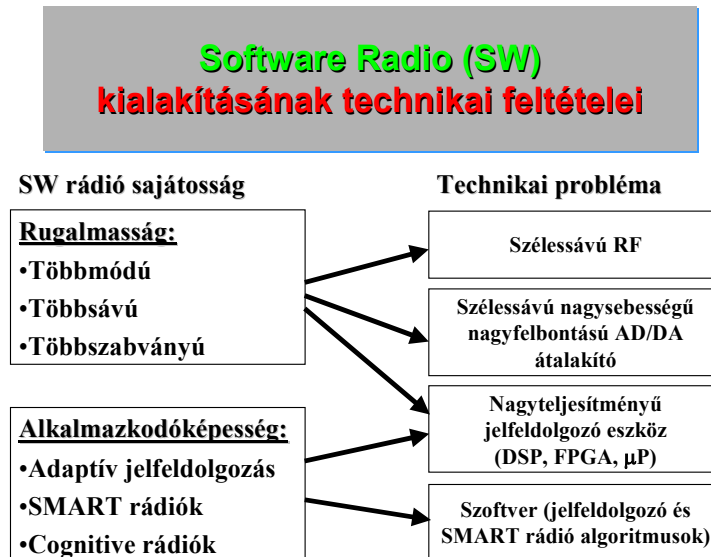 Software Radio (SW)
kialakításának technikai feltételei
SW rádió sajátosság
Rugalmasság:
•Többmódú
•Többsávú
•Többszabványú
Alkalmazkodóképesség:
•Adaptív jelfeldolgozás
•SMART rádiók
•Cognitive rádiók
Technikai probléma
Szélessávú RF
Szélessávú nagysebességű
nagyfelbontású AD/DA
átalakító
Nagyteljesítményű
jelfeldolgozó eszköz
(DSP, FPGA, μP)
Szoftver (jelfeldolgozó és
SMART rádió algoritmusok)